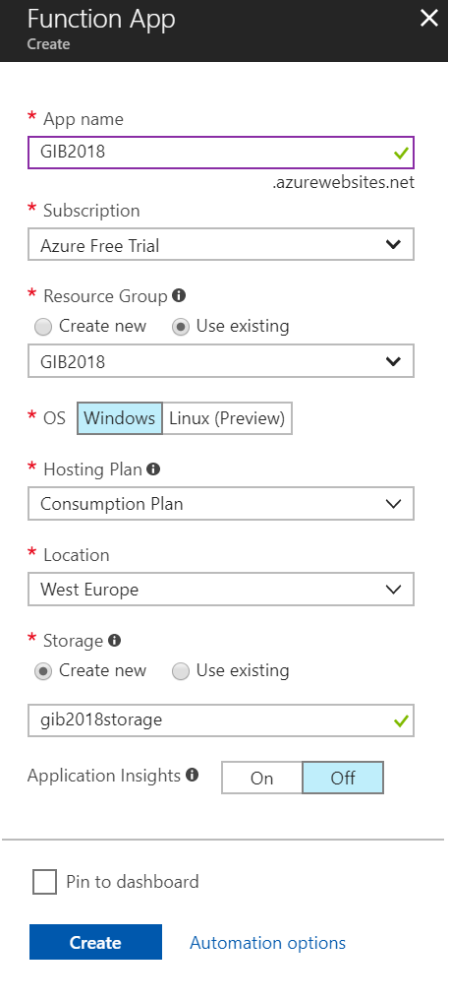 Function App
Create
* App name
GIB2018
.azurewebsites.net
* Subscription
Azure Free Trial
* Resource Group
Create new Use existing
GIB2018
* OS Windows Linux (Preview)
* Hosting Plan
Consumption Plan
* Location
West Europe
* Storage
Create new Use existing
gib2018storage
Application Insights On Off
Pin to dashboard
Create Automation options